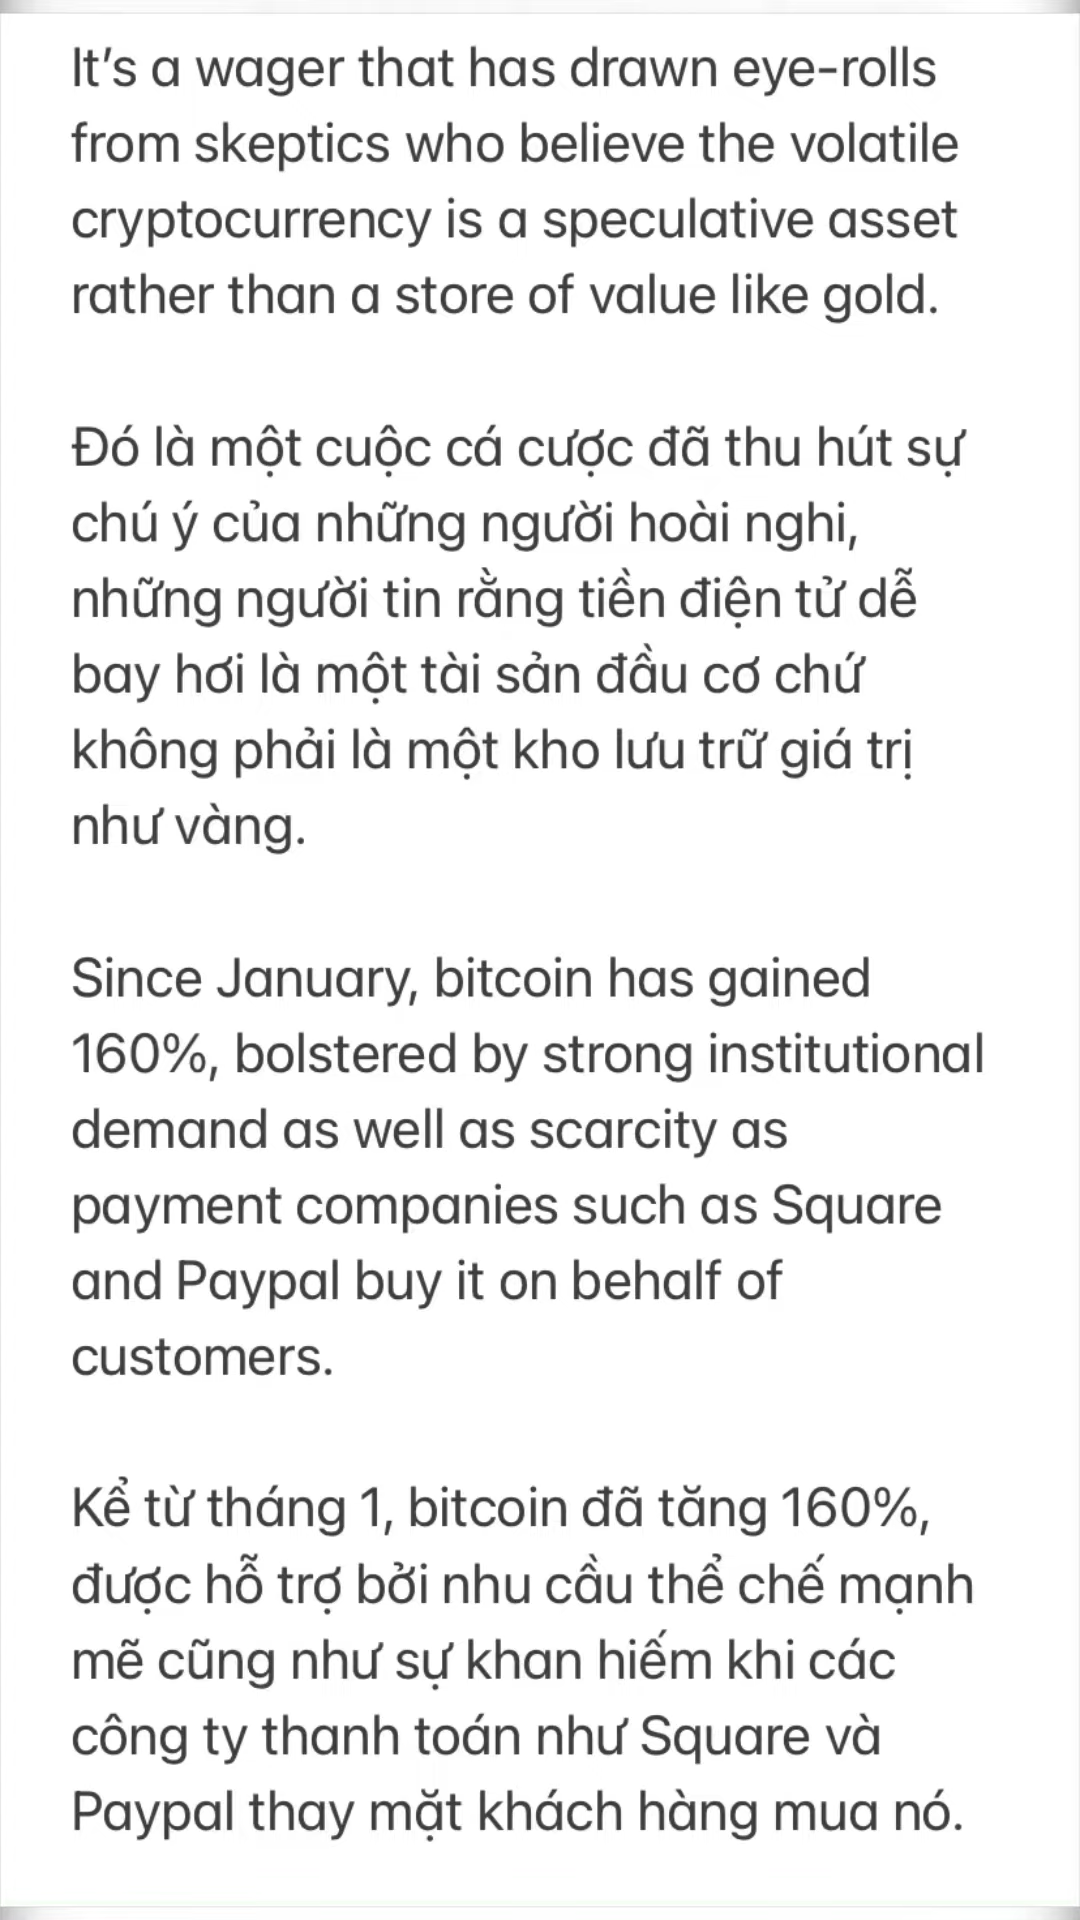 It's a wager that has drawn eye-rolls
from skeptics who believe the volatile
cryptocurrency is a speculative asset
rather than a store of value like gold.
Đó là một cuộc cá cược đã thu hút sự
chú ý của những người hoài nghi,
những người tin rằng tiền điện tử dễ
bay hơi là một tài sản đầu cơ chứ
không phải là một kho lưu trữ giá trị
như vàng.
Since January, bitcoin has gained
160%, bolstered by strong institutional
demand as well as scarcity as
payment companies such as Square
and Paypal buy it on behalf of
customers.
Kể từ tháng 1, bitcoin đã tăng 160%,
được hỗ trợ bởi nhu cầu thể chế mạnh
mẽ cũng như sự khan hiếm khi các
công ty thanh toán như Square và
Paypal thay mặt khách hàng mua nó.